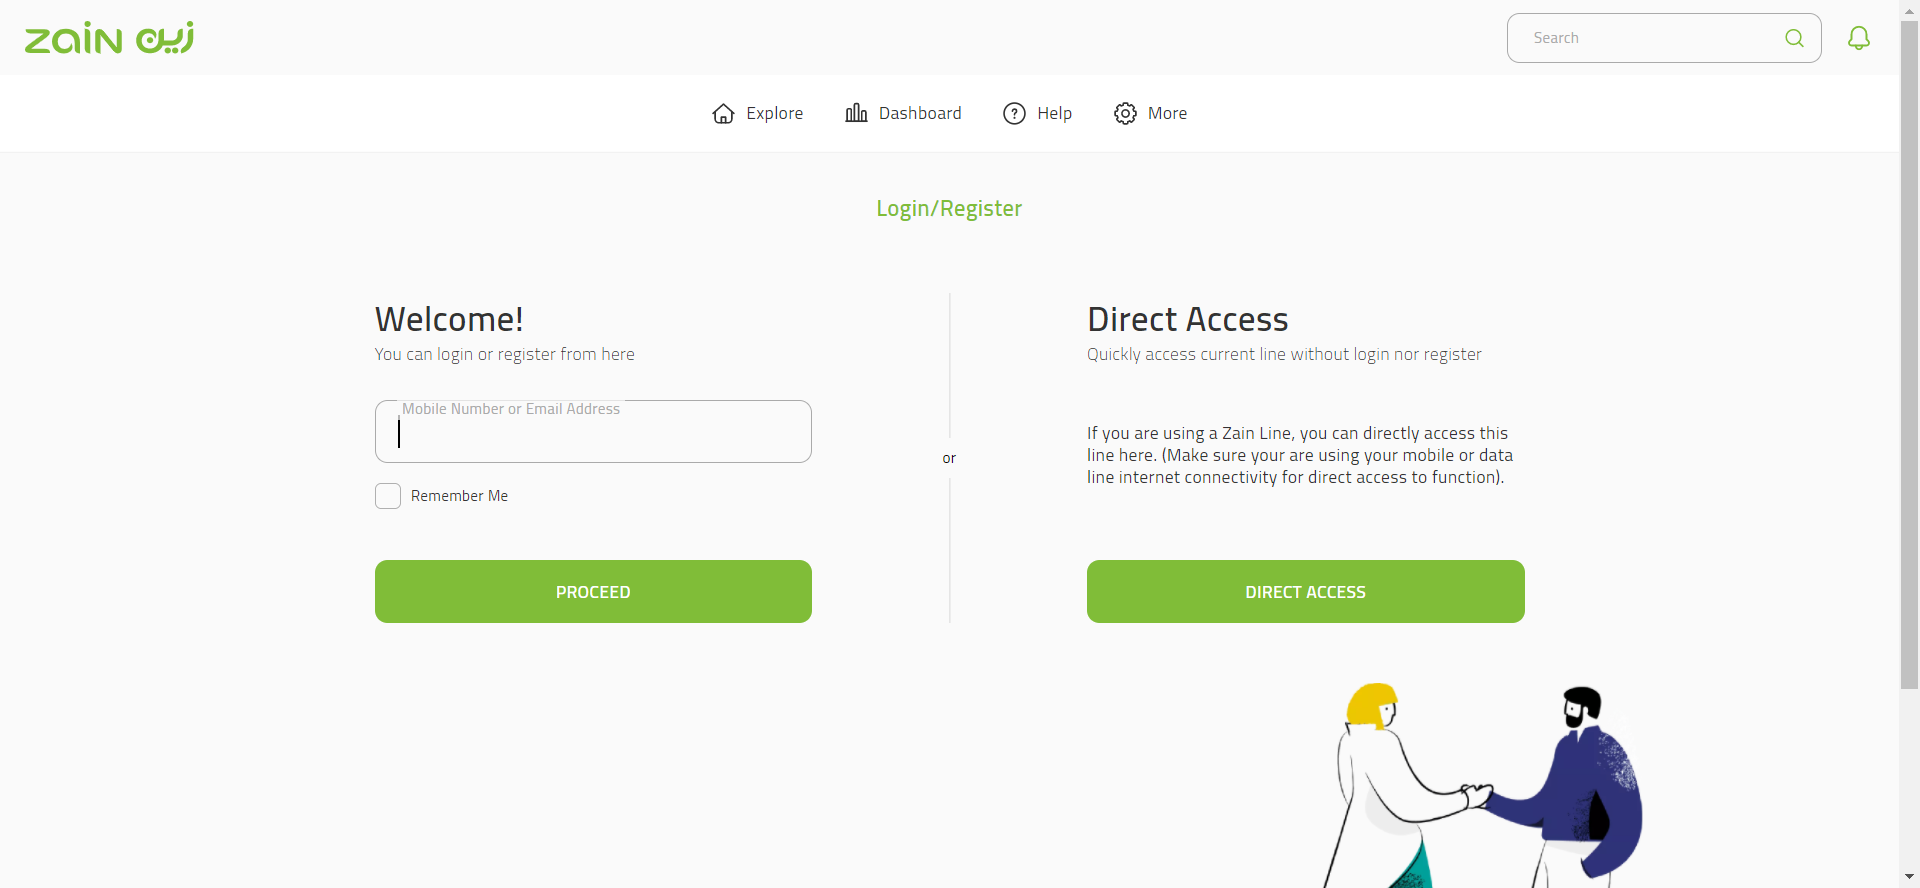 zain زين
Search
Explore
Dashboard
Help
More
Login/Register
Welcome!
You can login or register from here
Mobile Number or Email Address
Remember Me
PROCEED
or
Direct Access
Quickly access current line without login nor register
If you are using a Zain Line, you can directly access this
line here. (Make sure your are using your mobile or data
line internet connectivity for direct access to function).
DIRECT ACCESS